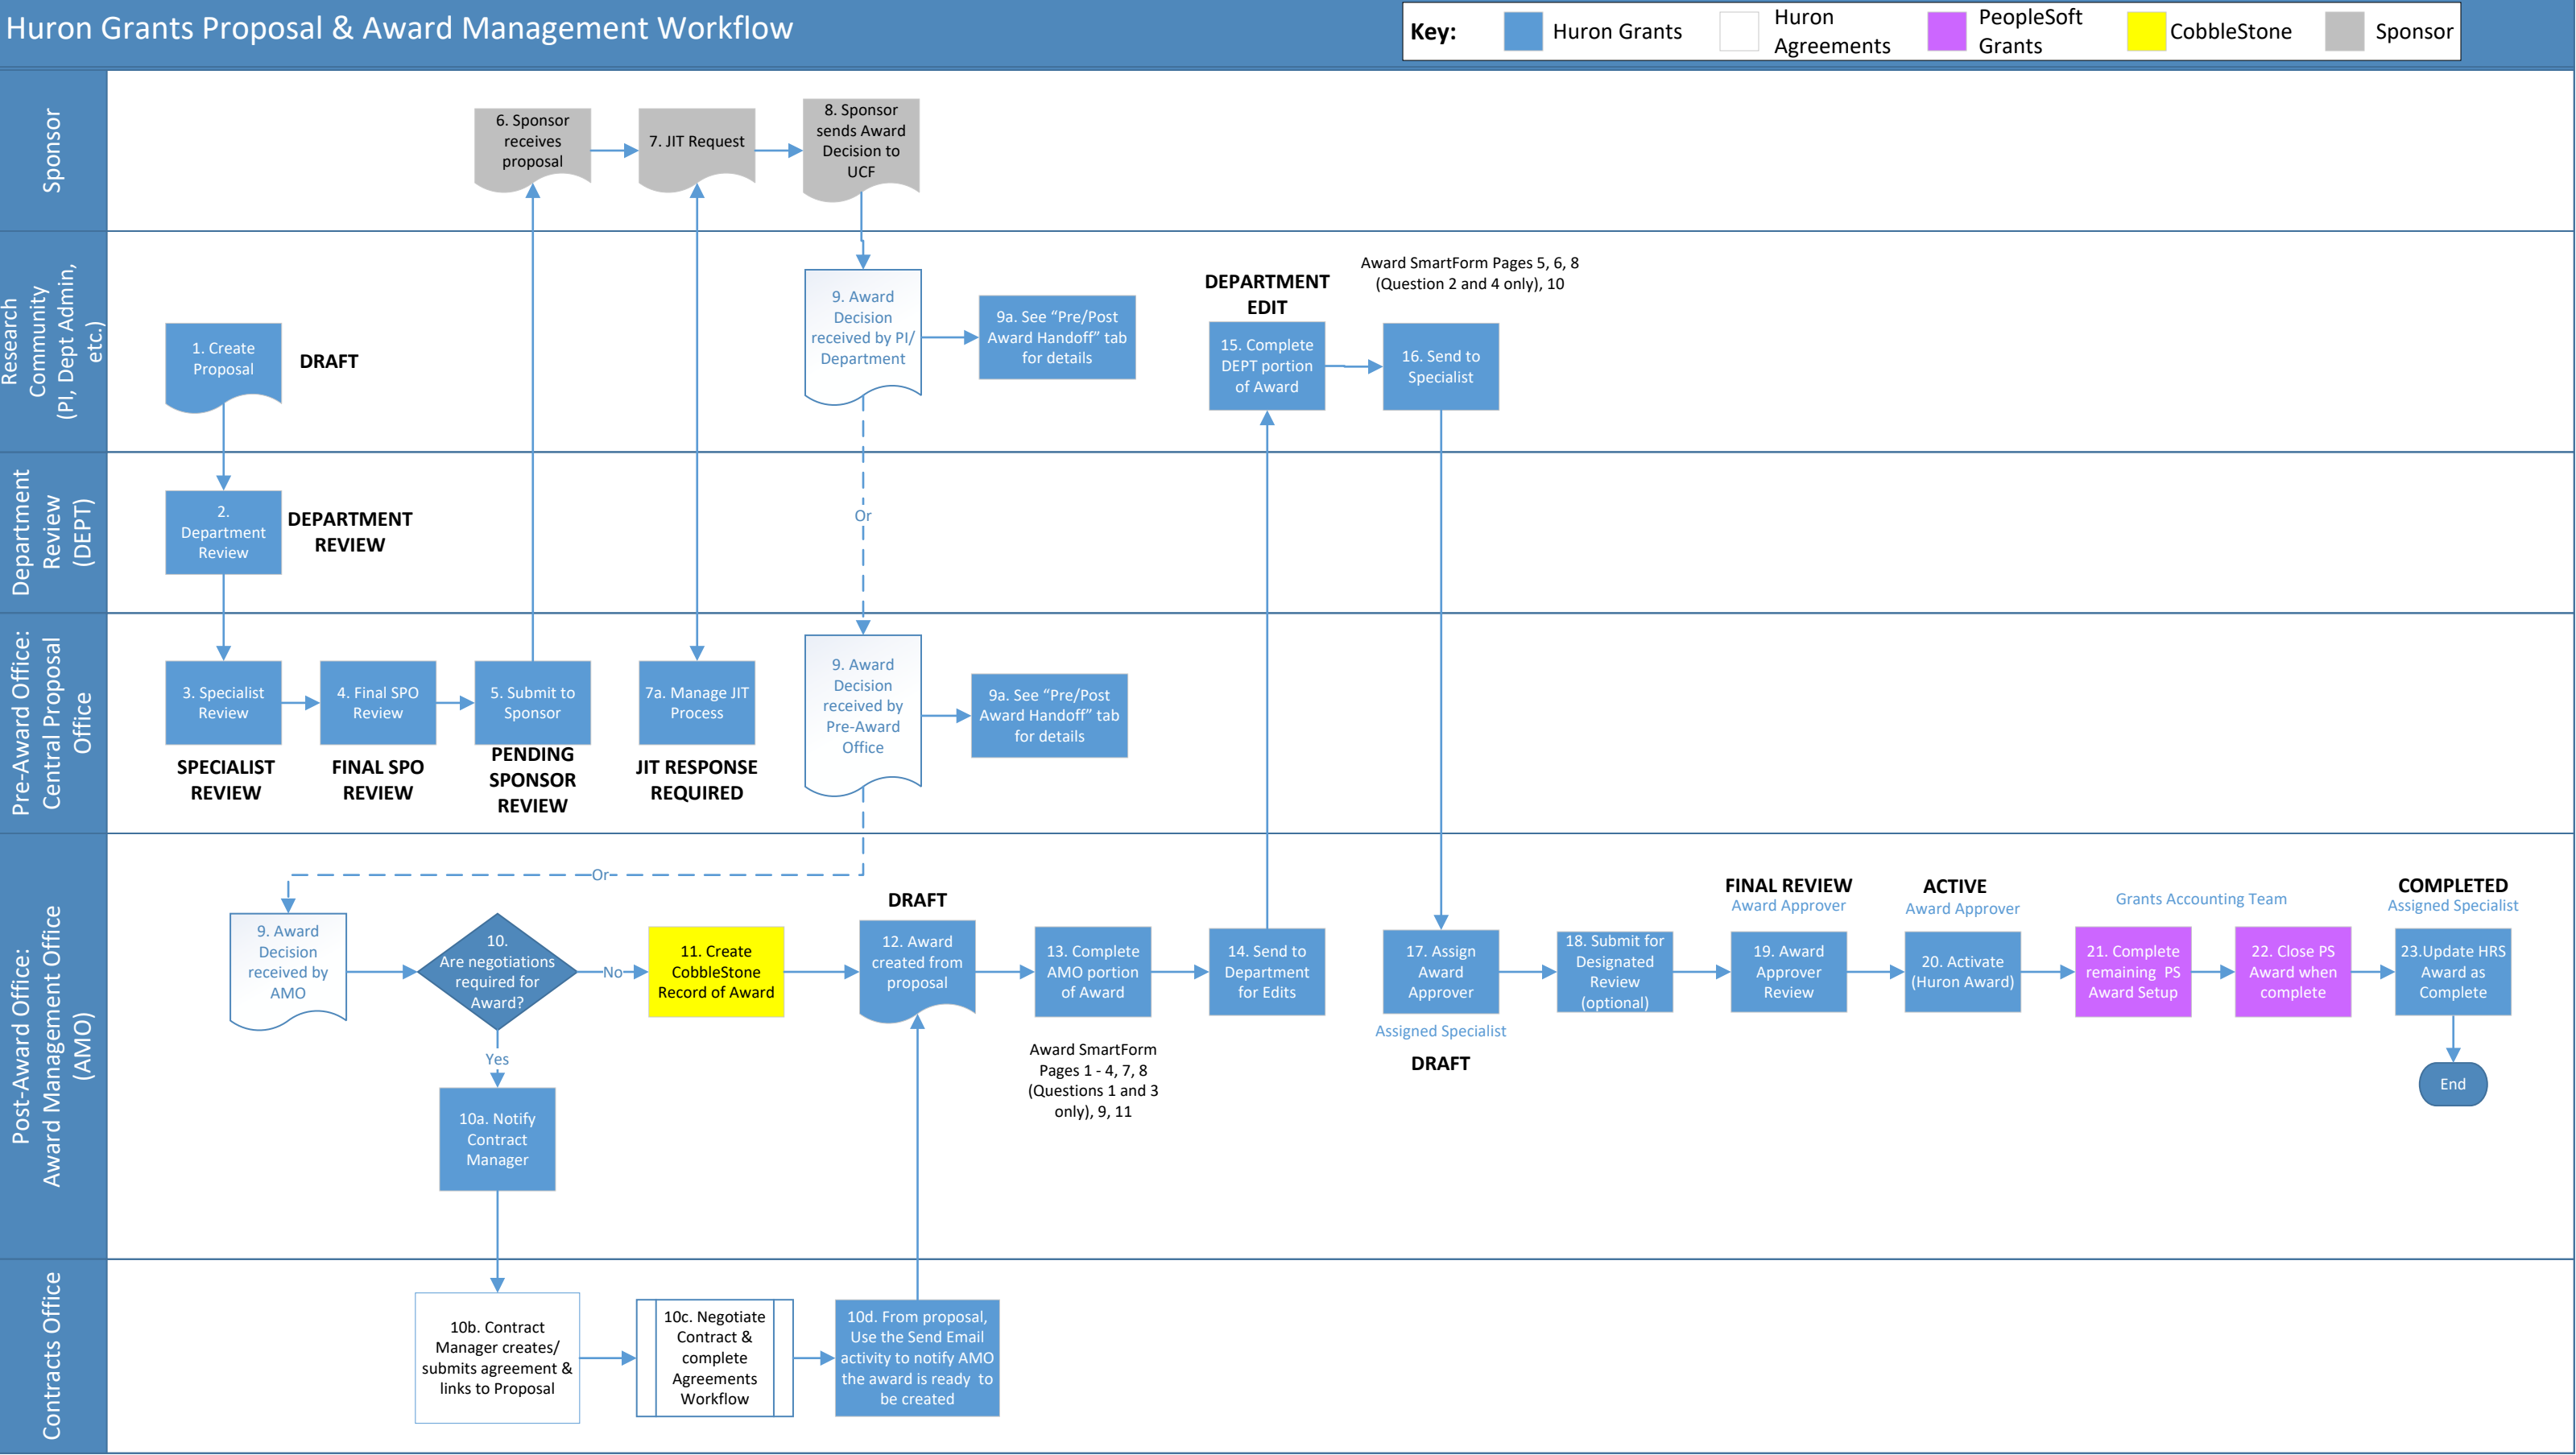 Huron Grants Proposal & Award Management Workflow
Key:
Huron Grants
Huron
Agreements
PeopleSoft
Grants
CobbleStone
Sponsor
Sponsor
6. Sponsor
receives
proposal
7. JIT Request
8. Sponsor
sends Award
Decision to
UCF
Research
Community
(PI, Dept Admin,
etc.)
1. Create
Proposal
DRAFT
9. Award
Decision
received by PI/
Department
9a. See “Pre/Post
Award Handoff” tab
for details
DEPARTMENT
EDIT
15. Complete
DEPT portion
of Award
Award SmartForm Pages 5, 6, 8
(Question 2 and 4 only), 10
16. Send to
Specialist
Department
Review
(DEPT)
2.
Department
Review
DEPARTMENT
REVIEW
Or
Pre-Award Office:
Central Proposal
Office
3. Specialist
Review
SPECIALIST
REVIEW
4. Final SPO
Review
FINAL SPO
REVIEW
5. Submit to
Sponsor
PENDING
SPONSOR
REVIEW
7a. Manage JIT
Process
JIT RESPONSE
REQUIRED
9. Award
Decision
received by
Pre-Award
Office
9a. See “Pre/Post
Award Handoff” tab
for details
Post-Award Office:
Award Management Office
(AMO)
Or
9. Award
Decision
received by
AMO
10.
Are negotiations
required for
Award?
No
Yes
10a. Notify
Contract
Manager
11. Create
CobbleStone
Record of Award
DRAFT
12. Award
created from
proposal
13. Complete
AMO portion
of Award
Award SmartForm
Pages 1 - 4, 7, 8
(Questions 1 and 3
only), 9, 11
14. Send to
Department
for Edits
17. Assign
Award
Approver
Assigned Specialist
DRAFT
18. Submit for
Designated
Review
(optional)
FINAL REVIEW
Award Approver
19. Award
Approver
Review
ACTIVE
Award Approver
20. Activate
(Huron Award)
Grants Accounting Team
21. Complete
remaining PS
Award Setup
22. Close PS
Award when
complete
COMPLETED
Assigned Specialist
23.Update HRS
Award as
Complete
End
Contracts Office
10b. Contract
Manager creates/
submits agreement &
links to Proposal
10c. Negotiate
Contract &
complete
Agreements
Workflow
10d. From proposal,
Use the Send Email
activity to notify AMO
the award is ready to
be created